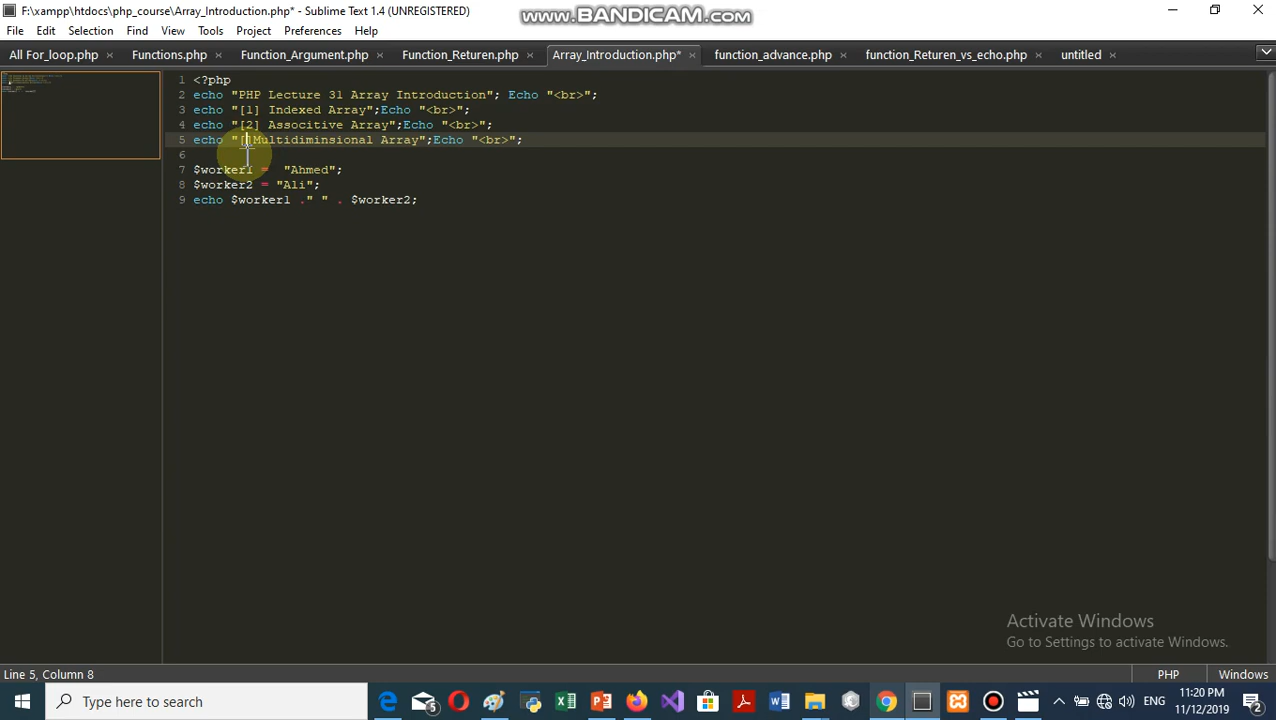 F:\xampp\htdocs\php_course\Array_Introduction.php* - Sublime Text 1.4 (UNREGISTERED)
www.BANDICAM.com
File Edit Selection Find View Tools Project Preferences Help
All For_loop.php × Functions.php × Function_Argument.php × Function_Returen.php × Array_Introduction.php* × function_advance.php × function_Returen_vs_echo.php × untitled ×
1 <?php
2 echo "PHP Lecture 31 Array Introduction"; Echo "<br>";
3 echo "[1] Indexed Array";Echo "<br>";
4 echo "[2] Associtive Array";Echo "<br>";
5 echo "[]Multidiminsional Array";Echo "<br>";
6
7 $worker1 =  "Ahmed";
8 $worker2 = "Ali";
9 echo $worker1 ." " . $worker2;
Activate Windows
Go to Settings to activate Windows.
Line 5, Column 8 PHP Windows
Type here to search
5
ENG
11:20 PM
11/12/2019
2